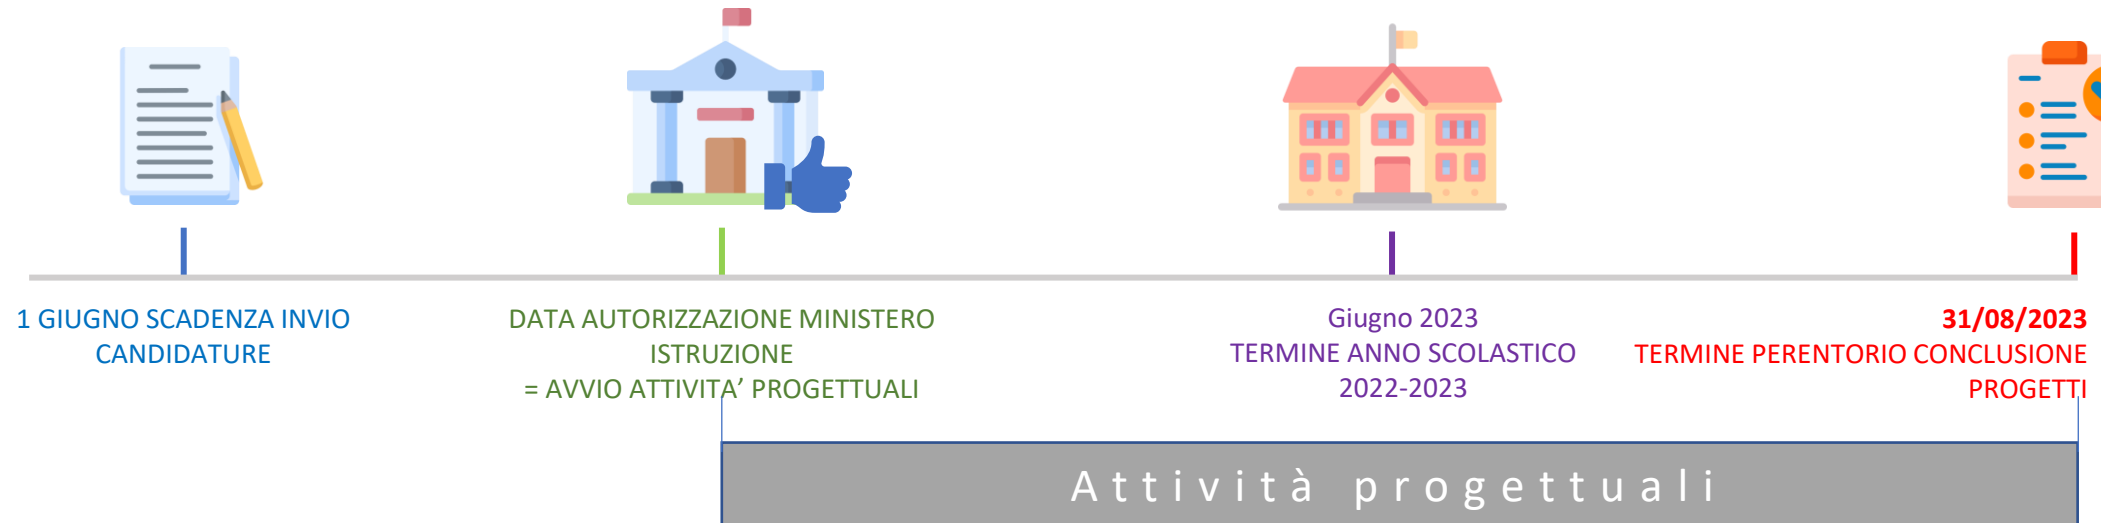 1 GIUGNO SCADENZA INVIO
CANDIDATURE
DATA AUTORIZZAZIONE MINISTERO
ISTRUZIONE
= AVVIO ATTIVITA’ PROGETTUALI
Giugno 2023
TERMINE ANNO SCOLASTICO
2022-2023
31/08/2023
TERMINE PERENTORIO CONCLUSIONE
PROGETTI
Attività progettuali